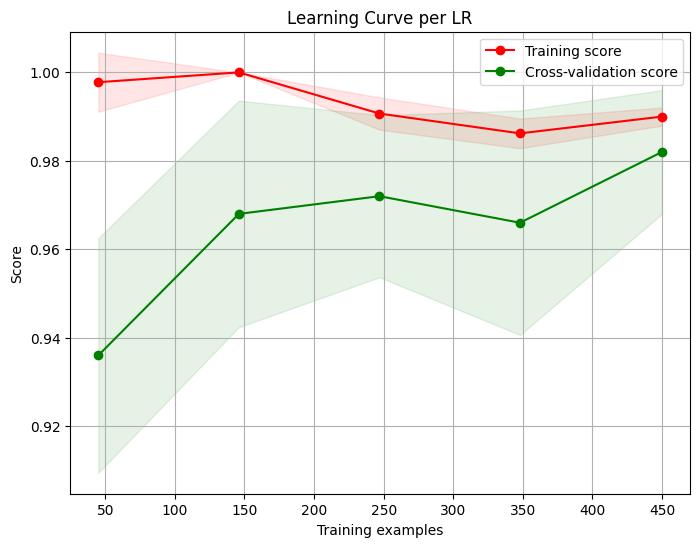 Learning Curve per LR
Training score
Cross-validation score
1.00
0.98
0.96
0.94
0.92
Score
50 100 150 200 250 300 350 400 450
Training examples